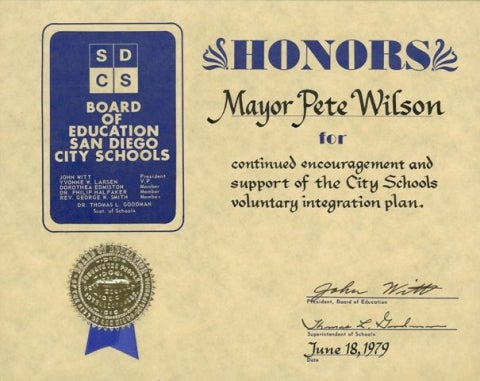 S D
C S
BOARD
OF
EDUCATION
SAN DIEGO
CITY SCHOOLS
JOHN WITT President
YVONNE W. LARSEN V.P.
DOROTHEA EDMISTON Member
DR. PHILIP HALFAKER Member
REV. GEORGE W. SMITH Member
DR. THOMAS L. GOODMAN
Supt. of Schools
HONORS
Mayor Pete Wilson
for
continued encouragement and
support of the City Schools
voluntary integration plan.
John Witt
President, Board of Education
Thomas L. Goodman
Superintendent of Schools
June 18, 1979
Date